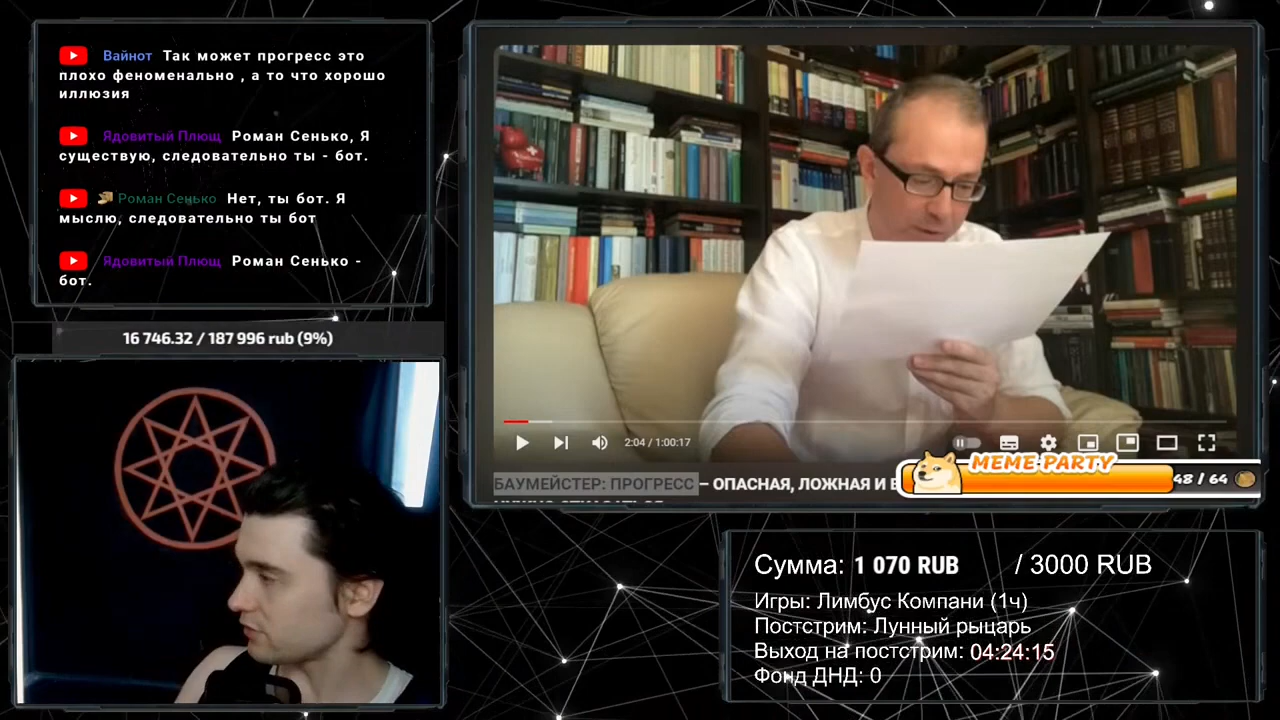 Вайнот Так может прогресс это
плохо феноменально , а то что хорошо
иллюзия
Ядовитый Плющ Роман Сенько, Я
существую, следовательно ты - бот.
Роман Сенько Нет, ты бот. Я
мыслю, следовательно ты бот
Ядовитый Плющ Роман Сенько -
бот.
16 746.32 / 187 996 rub (9%)
2:04 / 1:00:17
MEME PARTY
48 / 64
БАУМЕЙСТЕР: ПРОГРЕСС – ОПАСНАЯ, ЛОЖНАЯ И
Сумма: 1 070 RUB / 3000 RUB
Игры: Лимбус Компани (1ч)
Постстрим: Лунный рыцарь
Выход на постстрим: 04:24:15
Фонд ДНД: 0